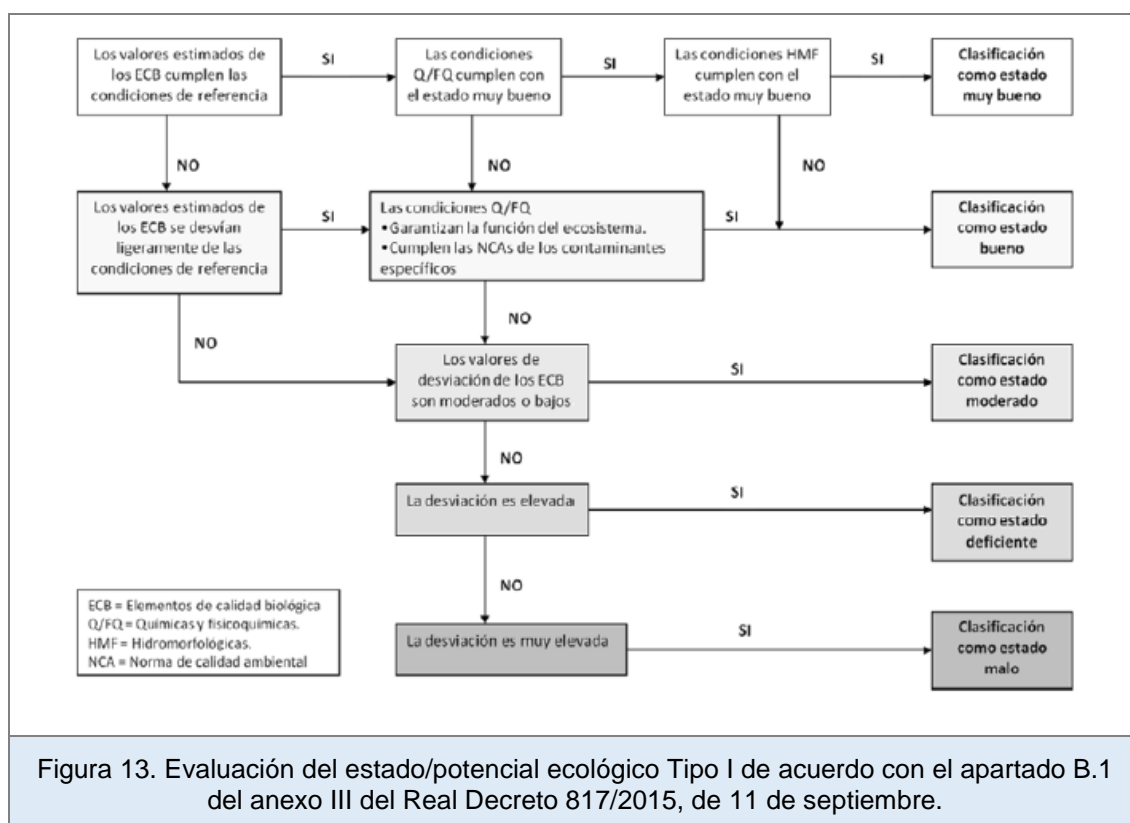 Los valores estimados de
los ECB cumplen las
condiciones de referencia
SI
Las condiciones
Q/FQ cumplen con
el estado muy bueno
SI
Las condiciones HMF
cumplen con el
estado muy bueno
SI
Clasificación
como estado
muy bueno
NO
NO
NO
Los valores estimados de
los ECB se desvían
ligeramente de las
condiciones de referencia
SI
Las condiciones Q/FQ
•Garantizan la función del ecosistema.
•Cumplen las NCAs de los contaminantes
específicos
SI
Clasificación
como estado
bueno
NO
NO
Los valores de
desviación de los ECB
son moderados o bajos
SI
Clasificación
como estado
moderado
NO
La desviación es elevada
SI
Clasificación
como estado
deficiente
NO
ECB = Elementos de calidad biológica
Q/FQ = Químicas y fisicoquímicas.
HMF = Hidromorfológicas.
NCA = Norma de calidad ambiental
La desviación es muy elevada
SI
Clasificación
como estado
malo
Figura 13. Evaluación del estado/potencial ecológico Tipo I de acuerdo con el apartado B.1
del anexo III del Real Decreto 817/2015, de 11 de septiembre.